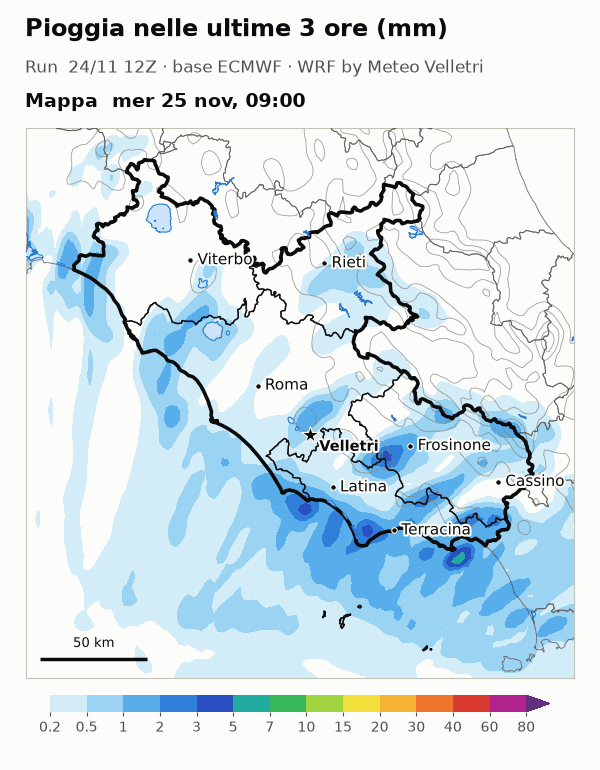 Pioggia nelle ultime 3 ore (mm)
Run  24/11 12Z · base ECMWF · WRF by Meteo Velletri
Mappa  mer 25 nov, 09:00
Viterbo
Rieti
Roma
Velletri
Frosinone
Latina
Cassino
Terracina
50 km
0.2 0.5 1 2 3 5 7 10 15 20 30 40 60 80